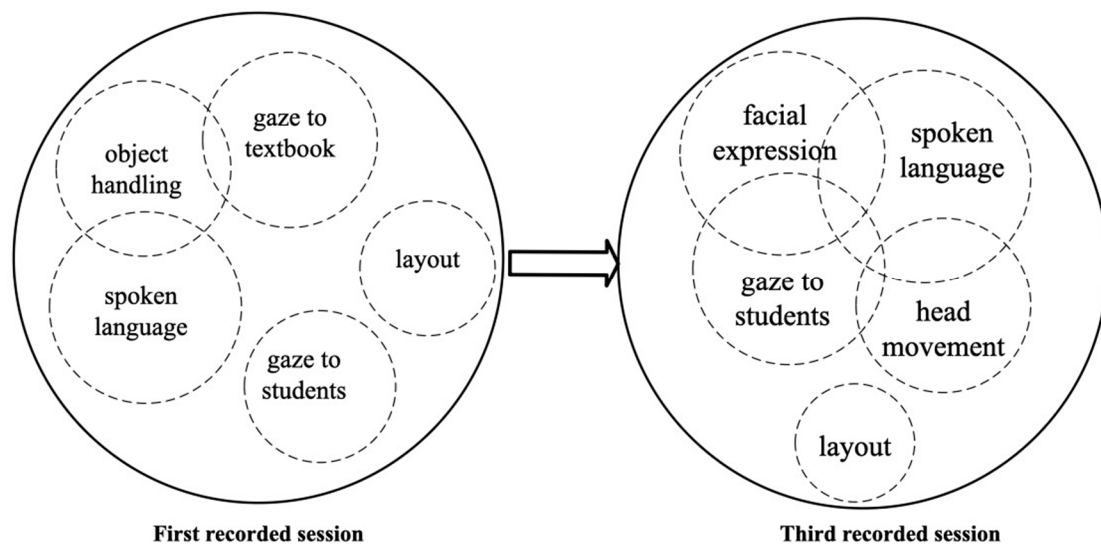 object
handling
gaze to
textbook
spoken
language
layout
gaze to
students
First recorded session
facial
expression
spoken
language
gaze to
students
head
movement
layout
Third recorded session